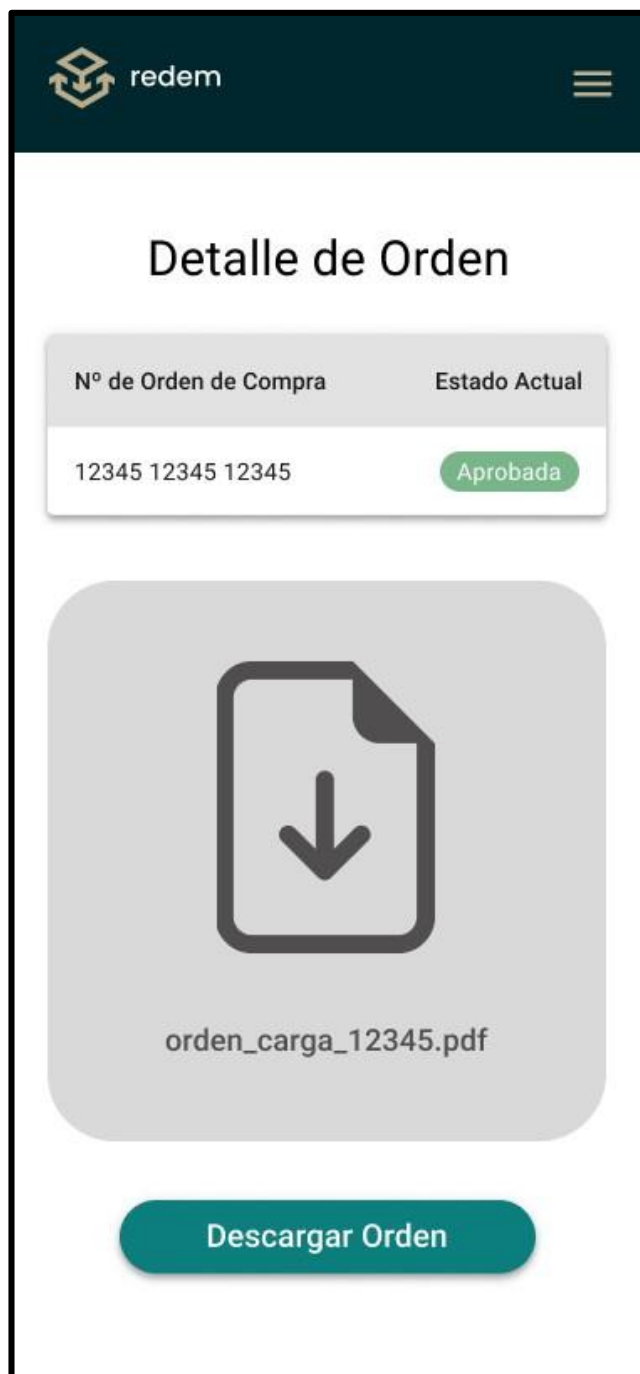 redem
Detalle de Orden
Nº de Orden de Compra Estado Actual
12345 12345 12345 Aprobada
orden_carga_12345.pdf
Descargar Orden